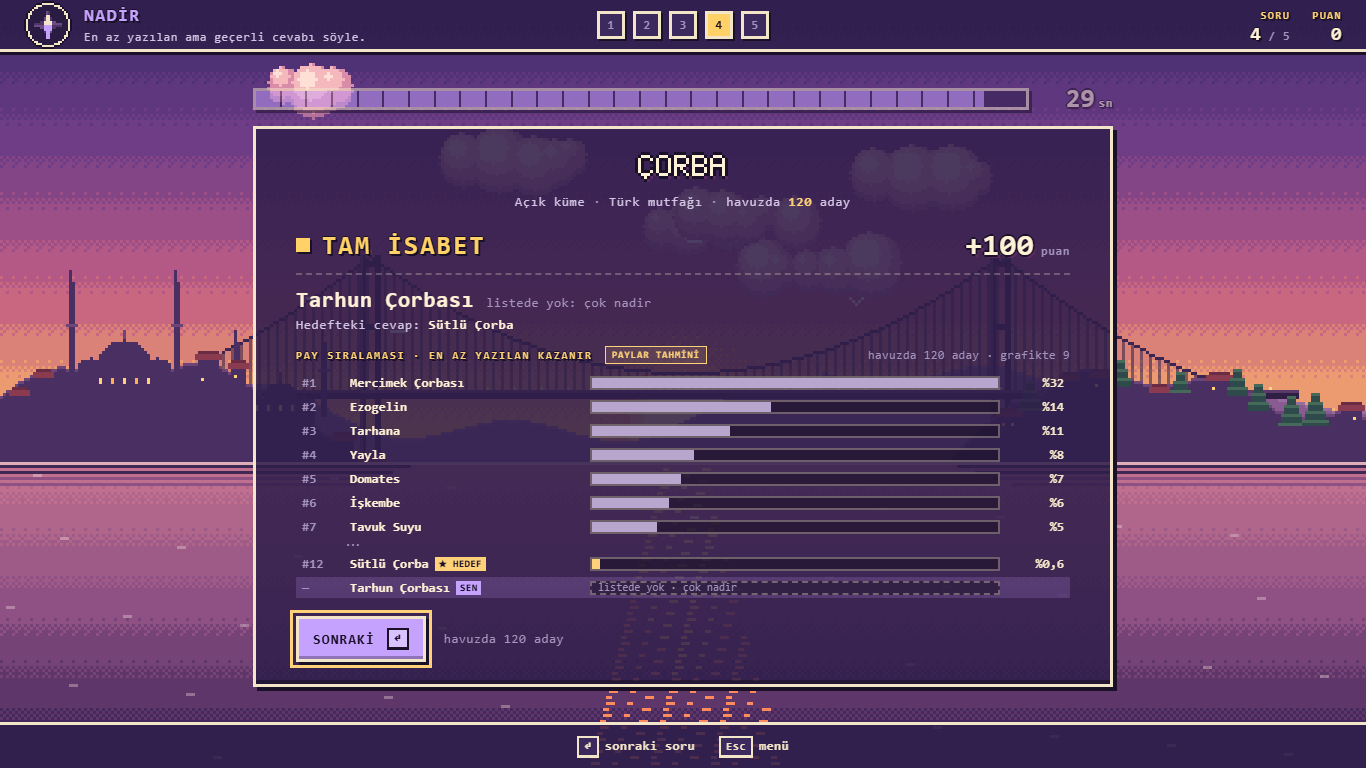 NADİR
En az yazılan ama geçerli cevabı söyle.
1 2 3 4 5
SORU PUAN
4 / 5 0
29 sn
ÇORBA
Açık küme · Türk mutfağı · havuzda 120 aday
TAM İSABET +100 puan
Tarhun Çorbası listede yok: çok nadir
Hedefteki cevap: Sütlü Çorba
PAY SIRALAMASI · EN AZ YAZILAN KAZANIR PAYLAR TAHMİNİ havuzda 120 aday · grafikte 9
#1 Mercimek Çorbası %32
#2 Ezogelin %14
#3 Tarhana %11
#4 Yayla %8
#5 Domates %7
#6 İşkembe %6
#7 Tavuk Suyu %5
...
#12 Sütlü Çorba ★ HEDEF %0,6
— Tarhun Çorbası SEN listede yok · çok nadir
SONRAKİ ↵ havuzda 120 aday
↵ sonraki soru Esc menü